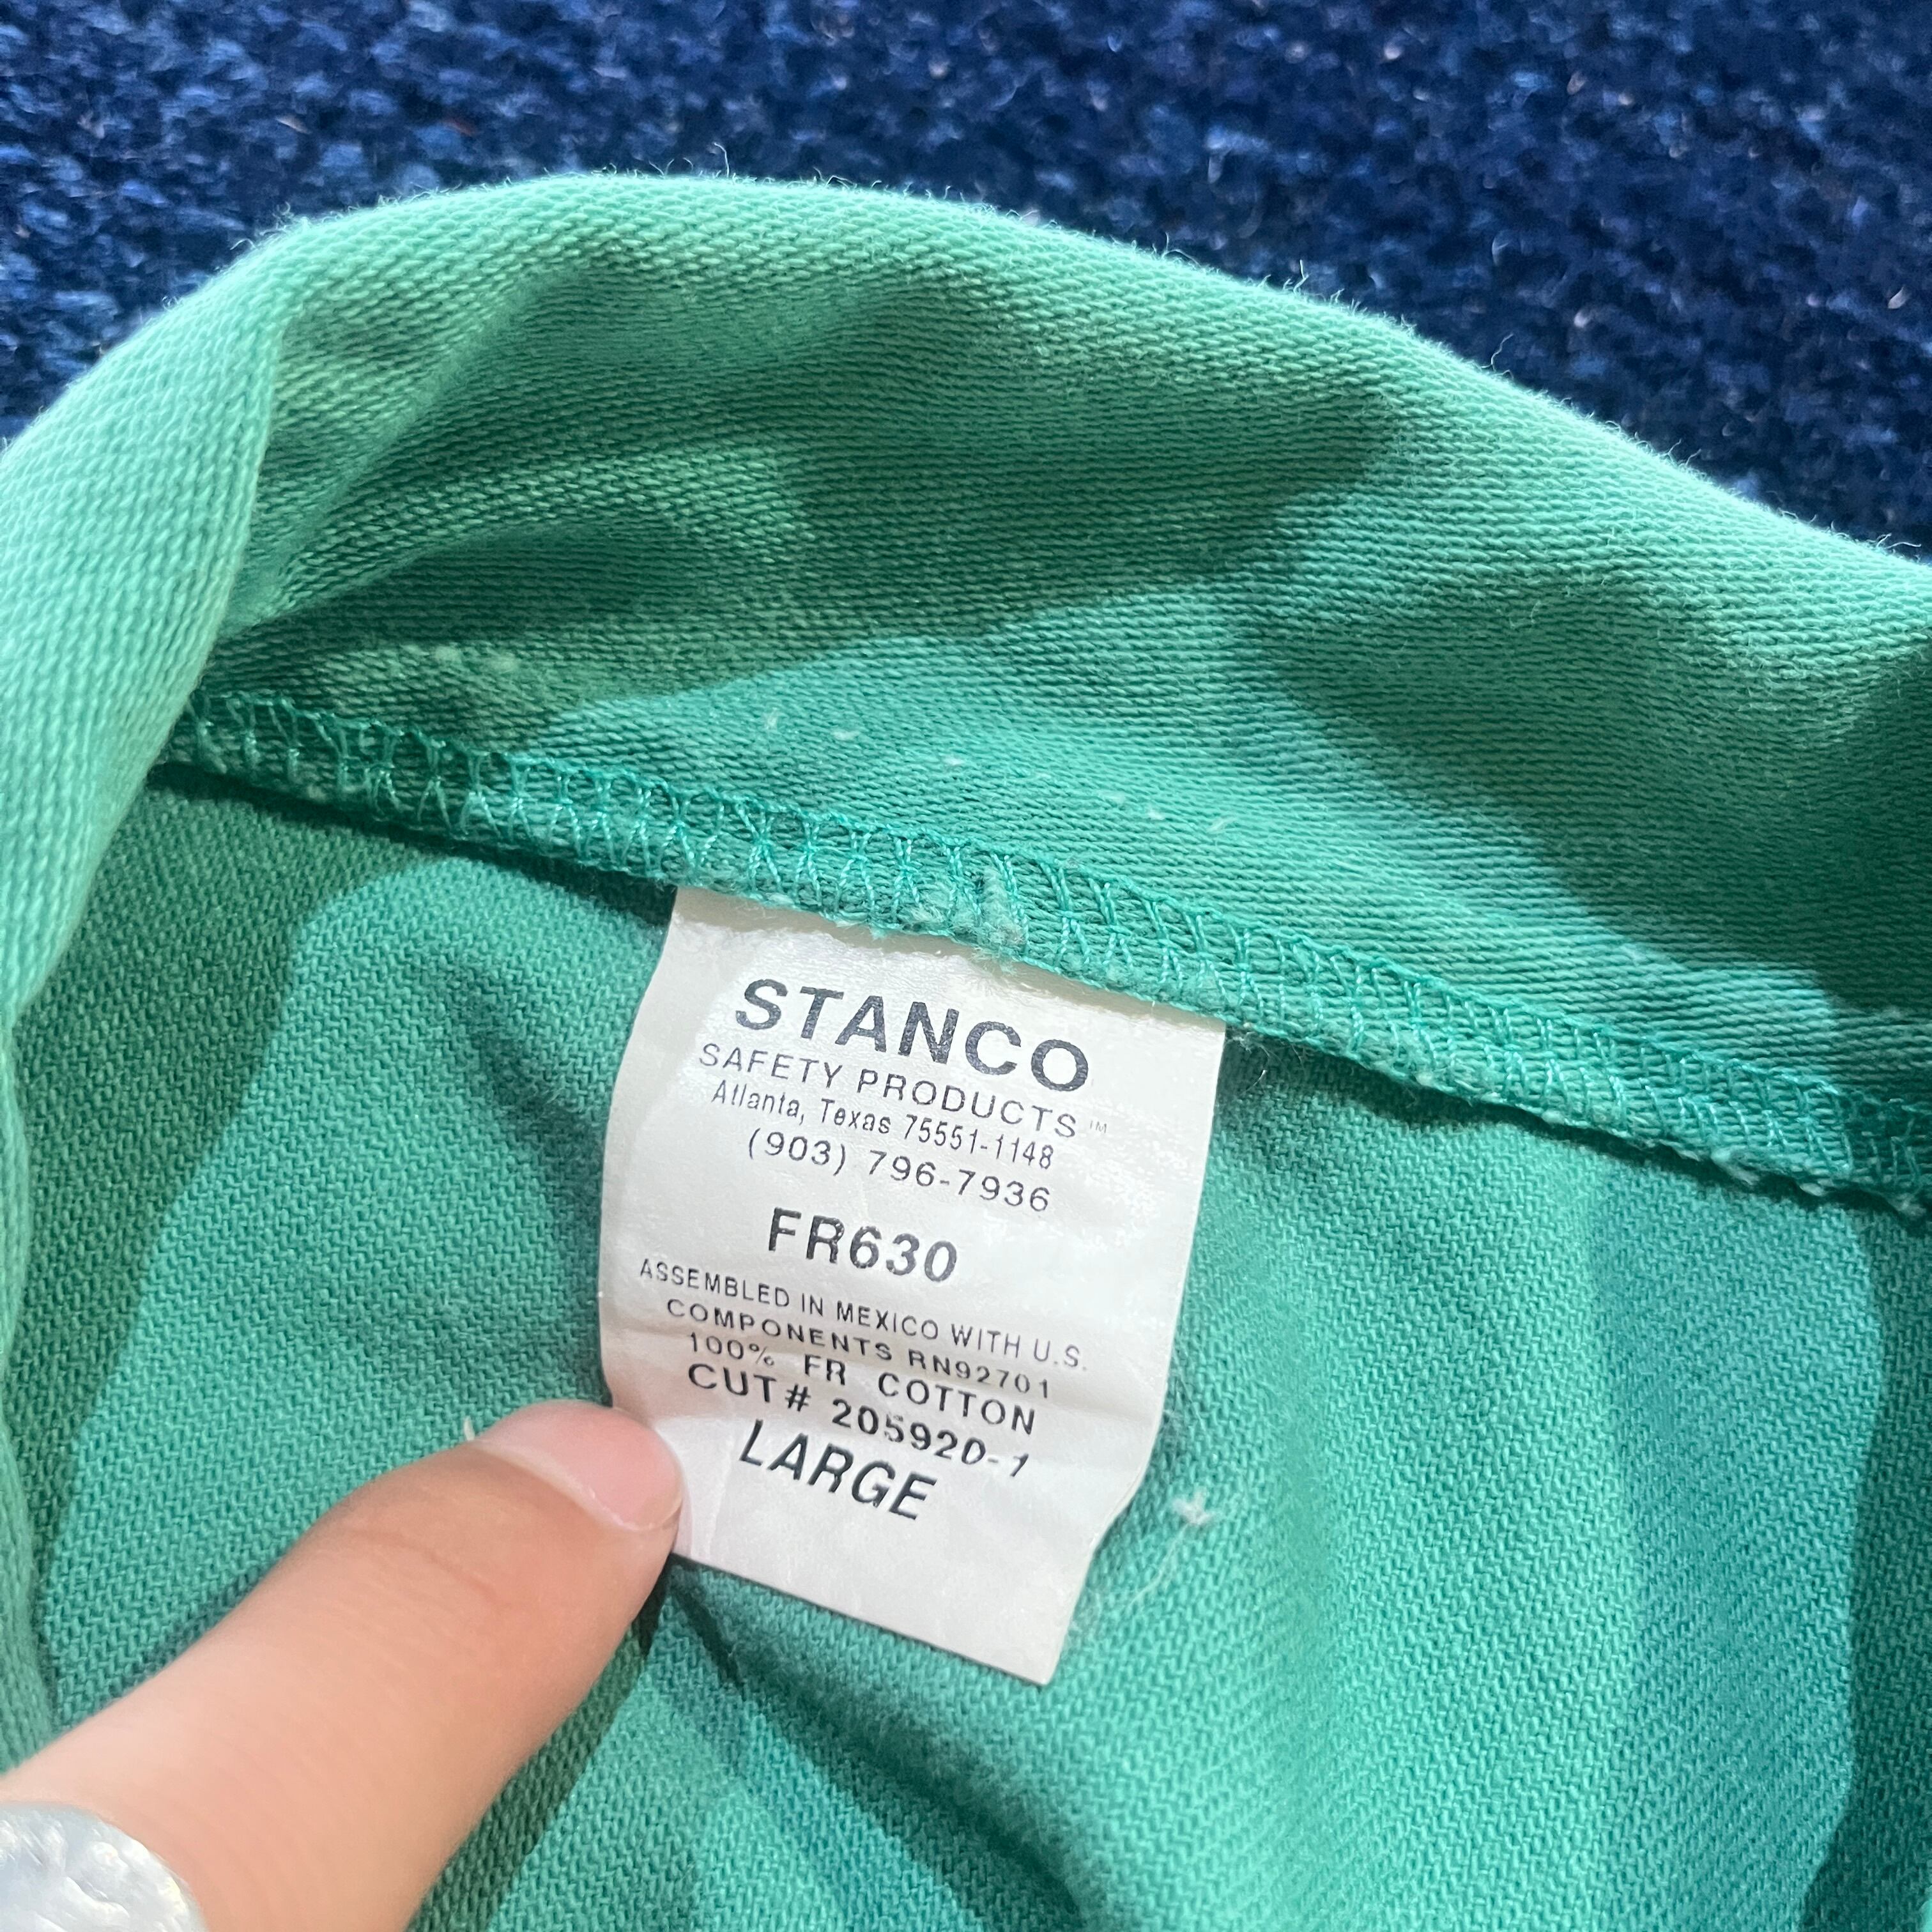 STANCO
SAFETY PRODUCTS™
Atlanta, Texas 75551-1148
(903) 796-7936
FR630
ASSEMBLED IN MEXICO WITH U.S.
COMPONENTS RN92701
100% FR COTTON
CUT# 205920-1
LARGE